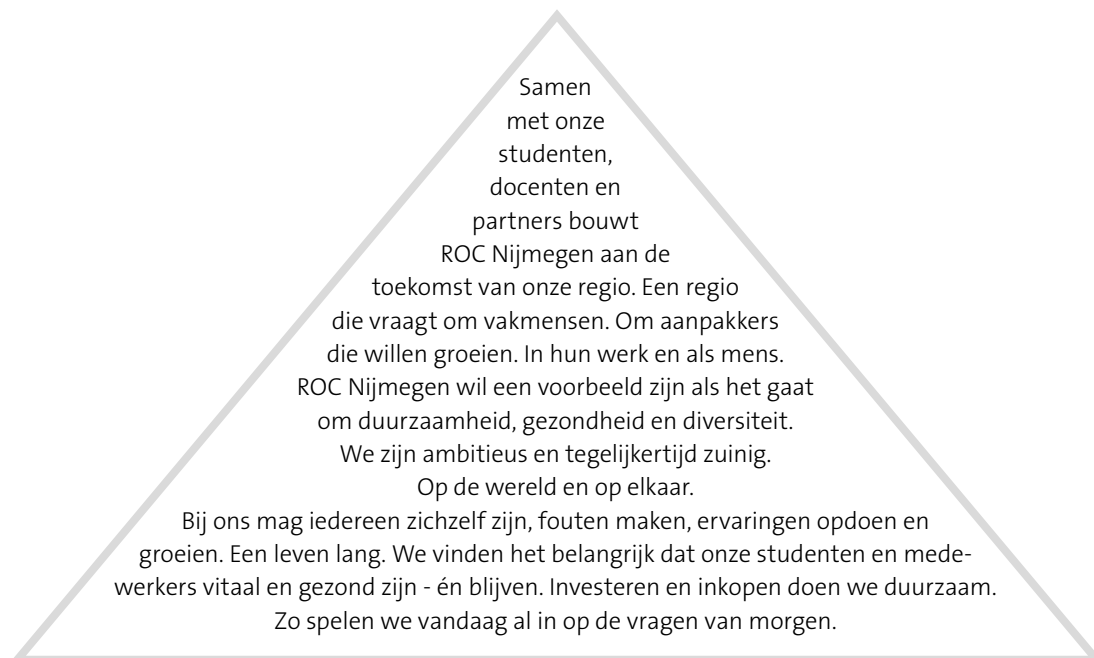 Samen
met onze
studenten,
docenten en
partners bouwt
ROC Nijmegen aan de
toekomst van onze regio. Een regio
die vraagt om vakmensen. Om aanpakkers
die willen groeien. In hun werk en als mens.
ROC Nijmegen wil een voorbeeld zijn als het gaat
om duurzaamheid, gezondheid en diversiteit.
We zijn ambitieus en tegelijkertijd zuinig.
Op de wereld en op elkaar.
Bij ons mag iedereen zichzelf zijn, fouten maken, ervaringen opdoen en
groeien. Een leven lang. We vinden het belangrijk dat onze studenten en mede-
werkers vitaal en gezond zijn - én blijven. Investeren en inkopen doen we duurzaam.
Zo spelen we vandaag al in op de vragen van morgen.